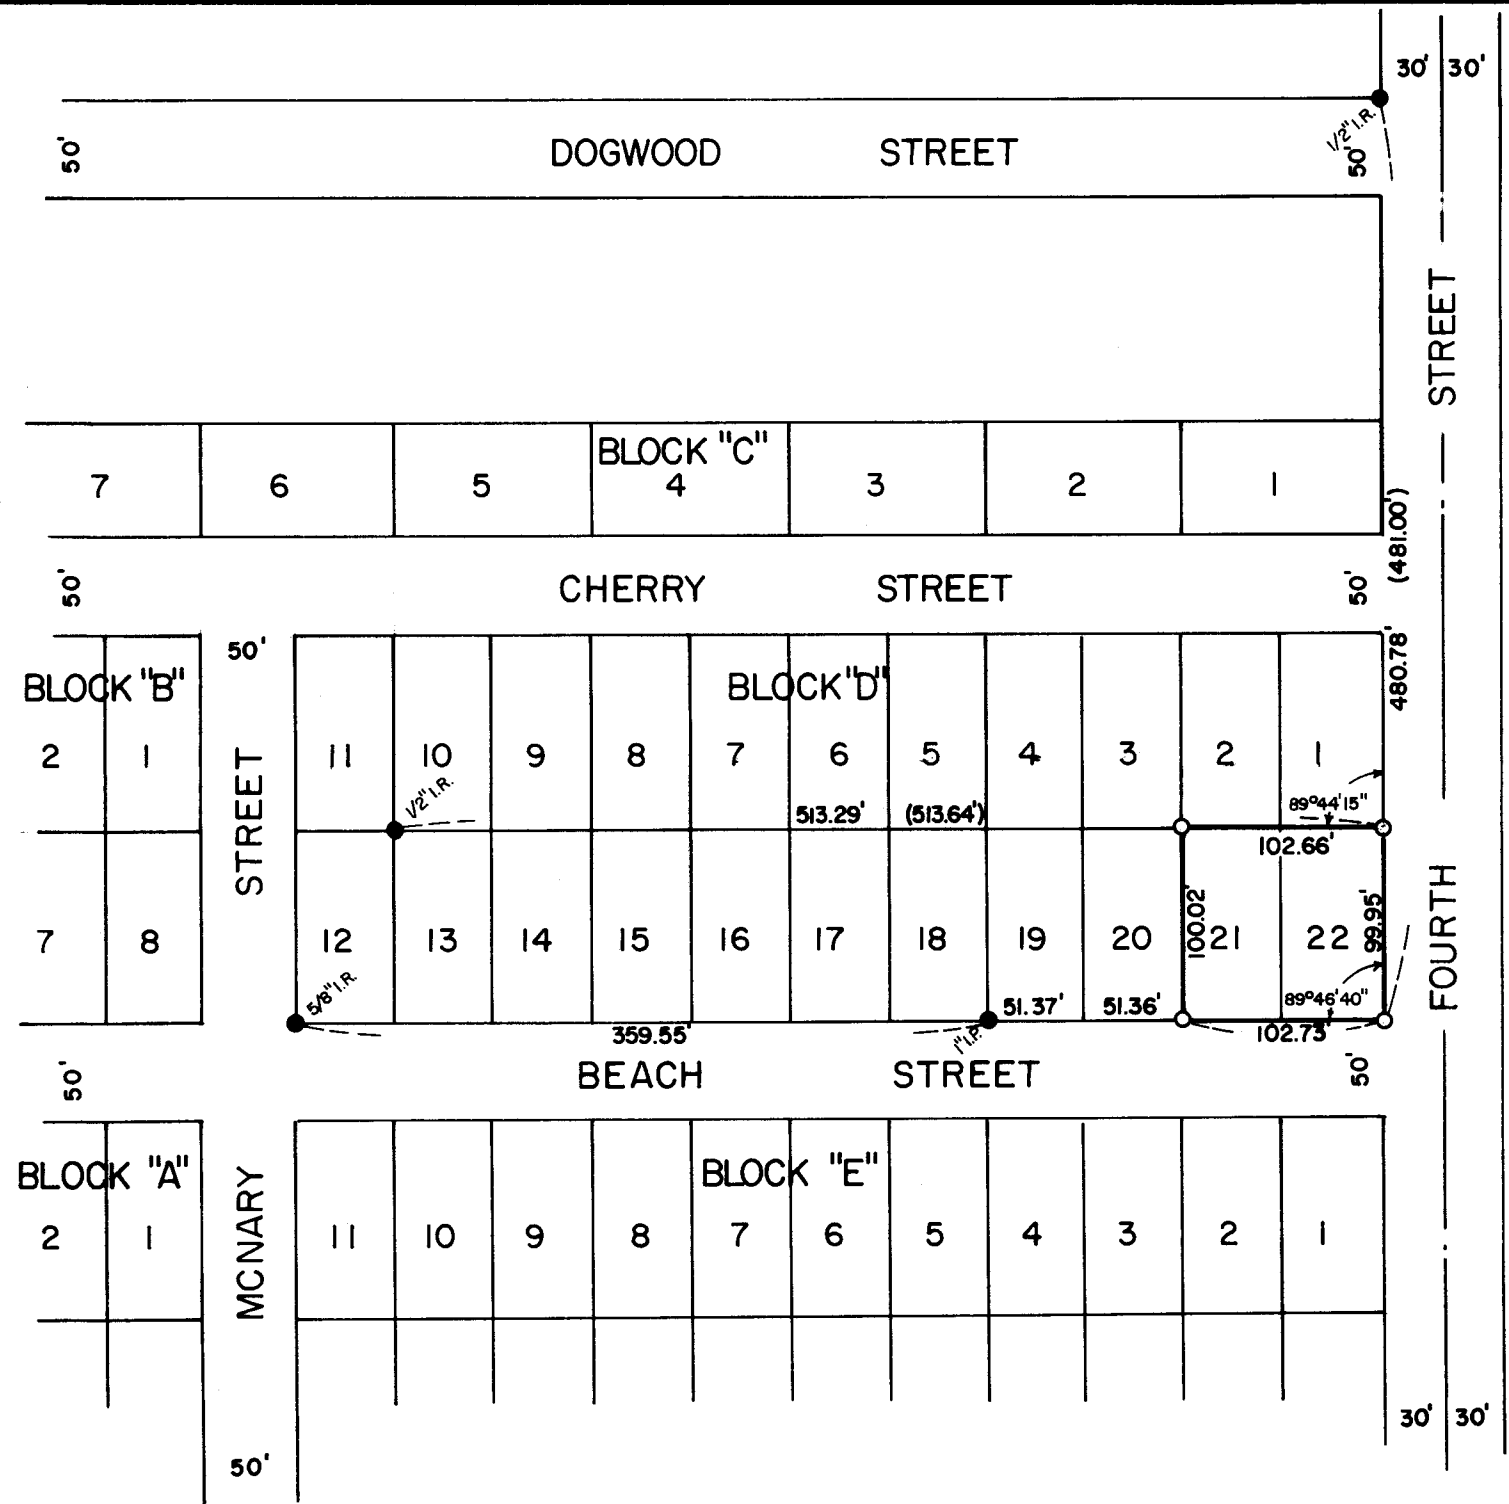 30' 30'
1/2" I.R.
50' DOGWOOD STREET 50'
STREET
BLOCK "C"
7 6 5 4 3 2 1
(481.00')
50' CHERRY STREET 50'
50'
480.78'
BLOCK "B" BLOCK "D"
2 1 11 10 9 8 7 6 5 4 3 2 1
1/2" I.R.
89°44'15"
513.29' (513.64')
102.66'
STREET
100.02'
99.95'
FOURTH
7 8 12 13 14 15 16 17 18 19 20 21 22
5/8" I.R.
89°46'40"
51.37' 51.36'
359.55' 1" I.P. 102.73'
50' BEACH STREET 50'
BLOCK "A" BLOCK "E"
MCNARY
2 1 11 10 9 8 7 6 5 4 3 2 1
30' 30'
50'